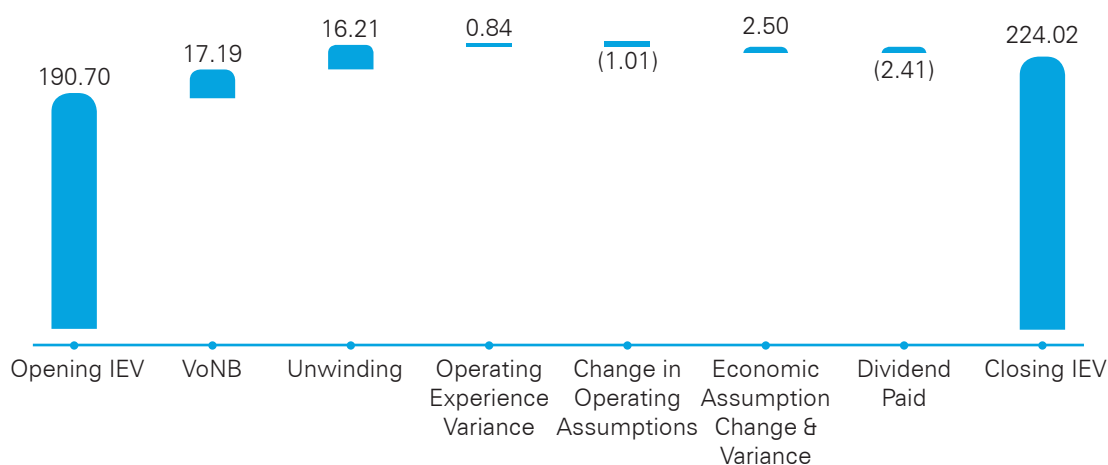 190.70
17.19
16.21
0.84
(1.01)
2.50
(2.41)
224.02
Opening IEV
VoNB
Unwinding
Operating
Experience
Variance
Change in
Operating
Assumptions
Economic
Assumption
Change &
Variance
Dividend
Paid
Closing IEV